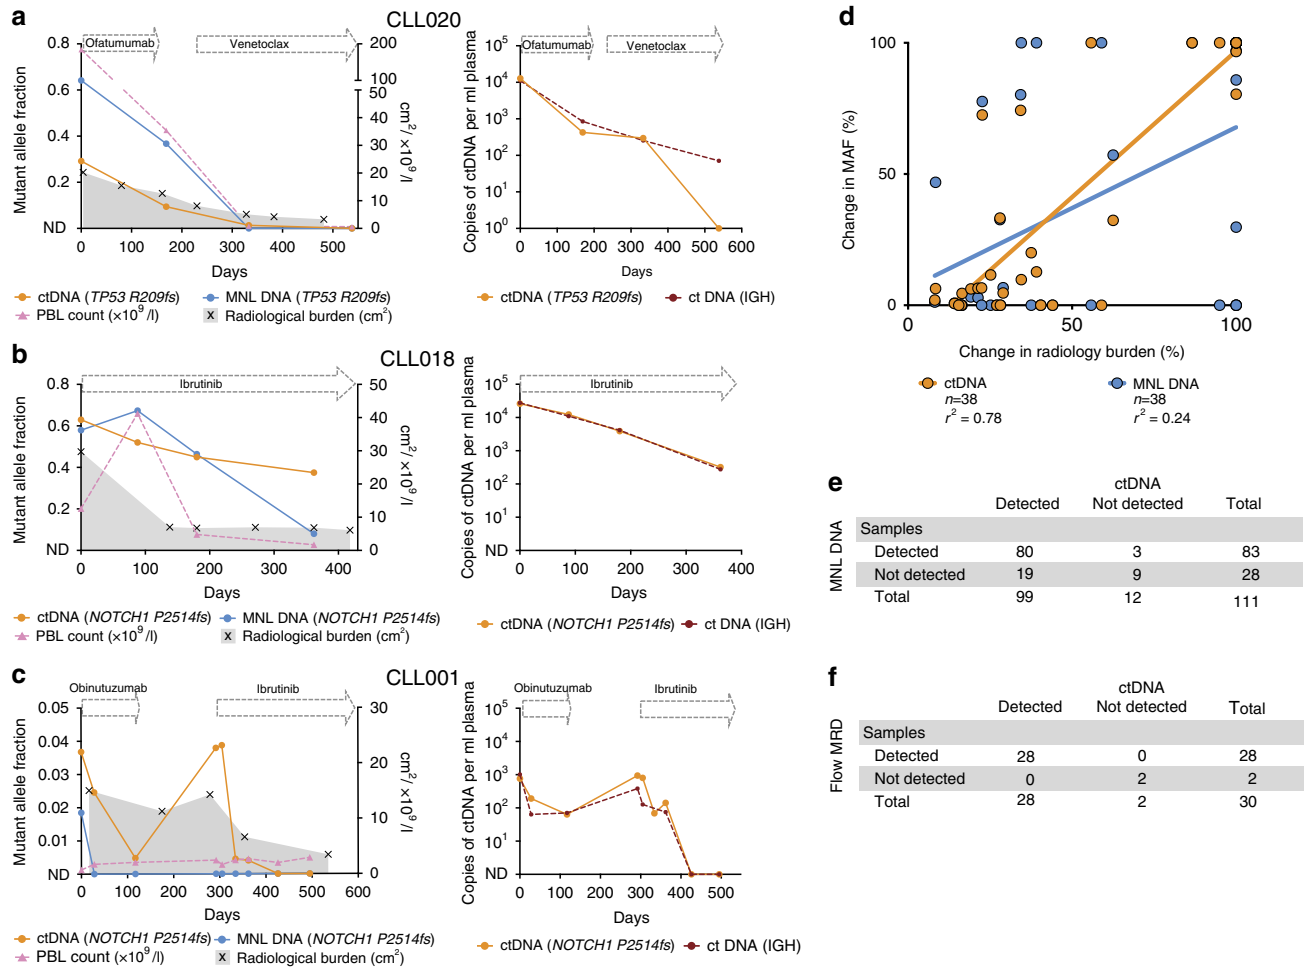 a
CLL020
Ofatumumab
Venetoclax
0.8
0.6
0.4
0.2
ND
Mutant allele fraction
200
100
50
40
30
20
10
0
cm²/×10⁹/l
0 100 200 300 400 500 600
Days
ctDNA (TP53 R209fs)
MNL DNA (TP53 R209fs)
PBL count (×10⁹/l)
x Radiological burden (cm²)
Ofatumumab
Venetoclax
10⁵
10⁴
10³
10²
10¹
10⁰
Copies of ctDNA per ml plasma
0 100 200 300 400 500 600
Days
ctDNA (TP53 R209fs)
ct DNA (IGH)
b
CLL018
Ibrutinib
0.8
0.6
0.4
0.2
ND
Mutant allele fraction
50
40
30
20
10
0
cm²/×10⁹/l
0 100 200 300 400
Days
ctDNA (NOTCH1 P2514fs)
MNL DNA (NOTCH1 P2514fs)
PBL count (×10⁹/l)
x Radiological burden (cm²)
Ibrutinib
10⁵
10⁴
10³
10²
10¹
ND
Copies of ctDNA per ml plasma
0 100 200 300 400
Days
ctDNA (NOTCH1 P2514fs)
ct DNA (IGH)
c
CLL001
Obinutuzumab
Ibrutinib
0.05
0.04
0.03
0.02
0.01
ND
Mutant allele fraction
30
20
10
0
cm²/×10⁹/l
0 100 200 300 400 500 600
Days
ctDNA (NOTCH1 P2514fs)
MNL DNA (NOTCH1 P2514fs)
PBL count (×10⁹/l)
x Radiological burden (cm²)
Obinutuzumab
Ibrutinib
10⁵
10⁴
10³
10²
10¹
ND
Copies of ctDNA per ml plasma
0 100 200 300 400 500
Days
ctDNA (NOTCH1 P2514fs)
ct DNA (IGH)
d
100
50
0
Change in MAF (%)
0 50 100
Change in radiology burden (%)
ctDNA
n=38
r² = 0.78
MNL DNA
n=38
r² = 0.24
e
ctDNA
Detected Not detected Total
MNL DNA
Samples
Detected 80 3 83
Not detected 19 9 28
Total 99 12 111
f
ctDNA
Detected Not detected Total
Flow MRD
Samples
Detected 28 0 28
Not detected 0 2 2
Total 28 2 30